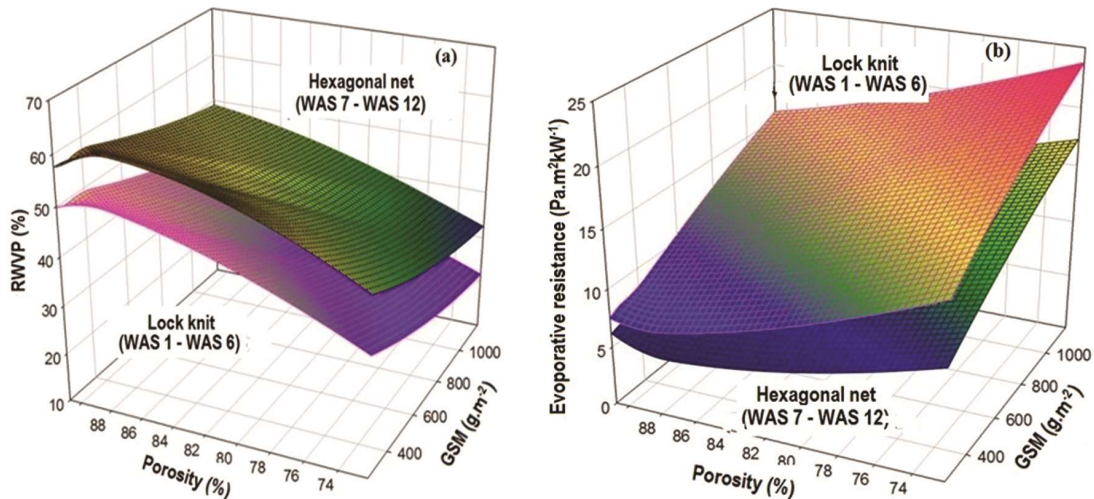 (a)
Hexagonal net
(WAS 7 - WAS 12)
Lock knit
(WAS 1 - WAS 6)
RWVP (%)
70
60
50
40
30
20
10
88 86 84 82 80 78 76 74
Porosity (%)
400 600 800 1000
GSM (g.m-2)
(b)
Lock knit
(WAS 1 - WAS 6)
Hexagonal net
(WAS 7 - WAS 12)
Evoporative resistance (Pa.m2kW-1)
25
20
15
10
5
0
88 86 84 82 80 78 76 74
Porosity (%)
400 600 800 1000
GSM (g.m-2)